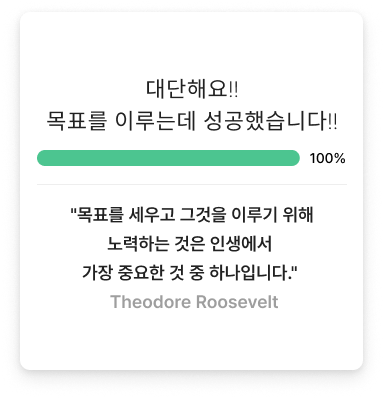 대단해요!!
목표를 이루는데 성공했습니다!!
100%
"목표를 세우고 그것을 이루기 위해
노력하는 것은 인생에서
가장 중요한 것 중 하나입니다."
Theodore Roosevelt